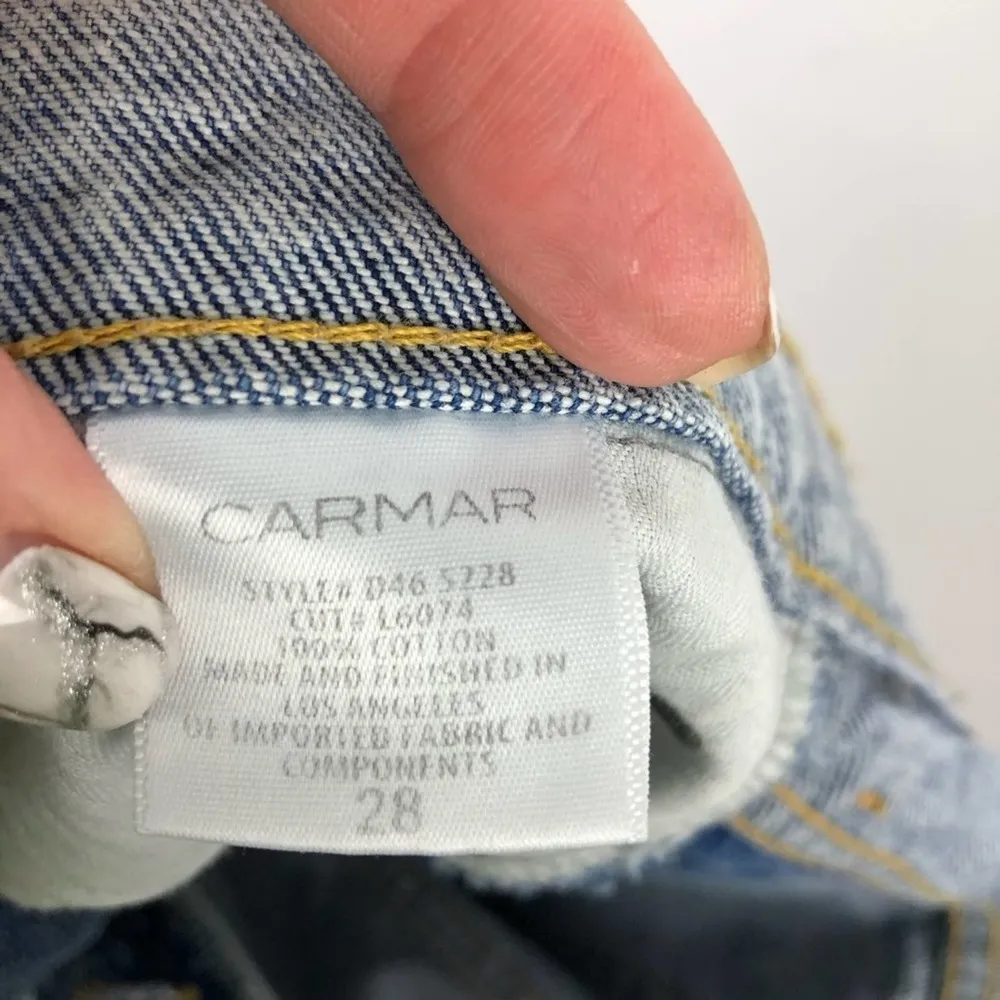 CARMAR
STYLE# D46 S728
CUT# L6074
100% COTTON
MADE AND FINISHED IN
LOS ANGELES
OF IMPORTED FABRIC AND
COMPONENTS
28